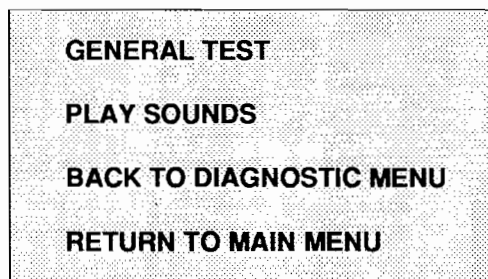 GENERAL TEST
PLAY SOUNDS
BACK TO DIAGNOSTIC MENU
RETURN TO MAIN MENU